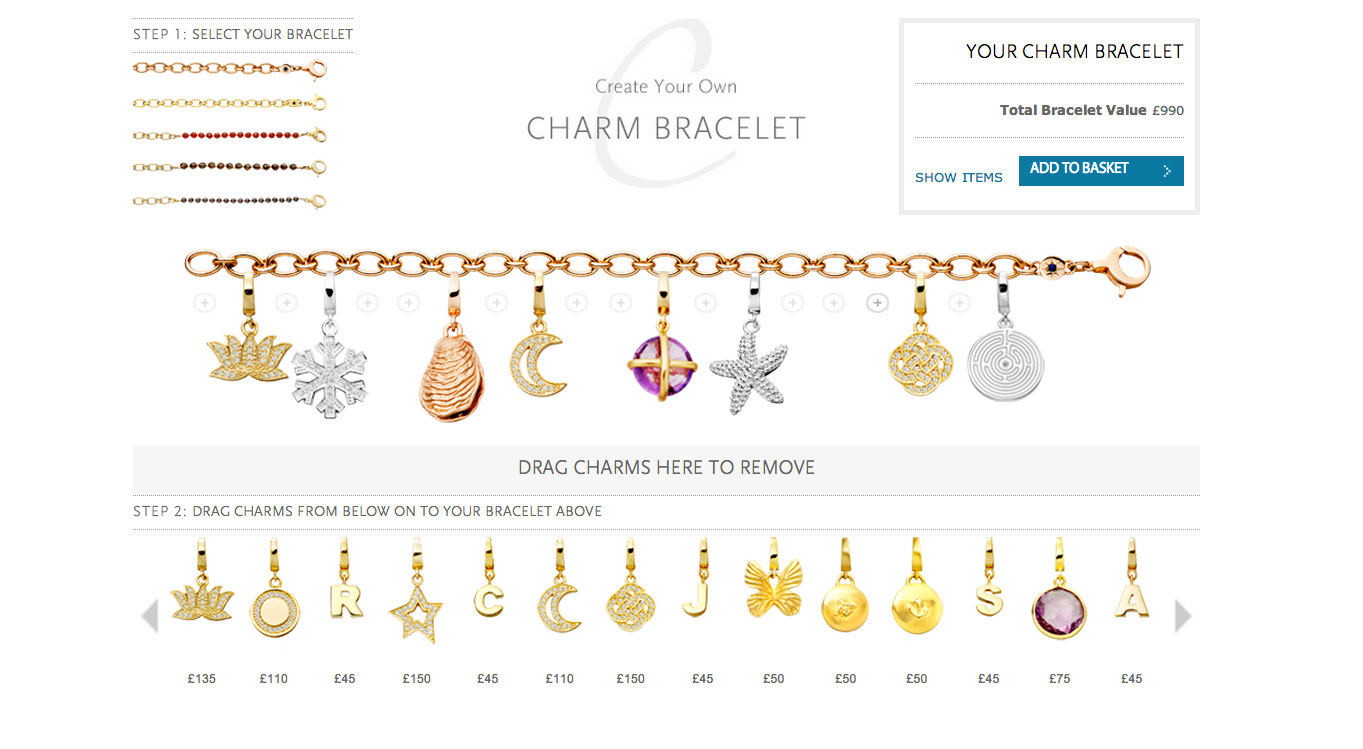 STEP 1: SELECT YOUR BRACELET
Create Your Own
CHARM BRACELET
YOUR CHARM BRACELET
Total Bracelet Value £990
SHOW ITEMS
ADD TO BASKET
DRAG CHARMS HERE TO REMOVE
STEP 2: DRAG CHARMS FROM BELOW ON TO YOUR BRACELET ABOVE
R C J S A
£135 £110 £45 £150 £45 £110 £150 £45 £50 £50 £50 £45 £75 £45